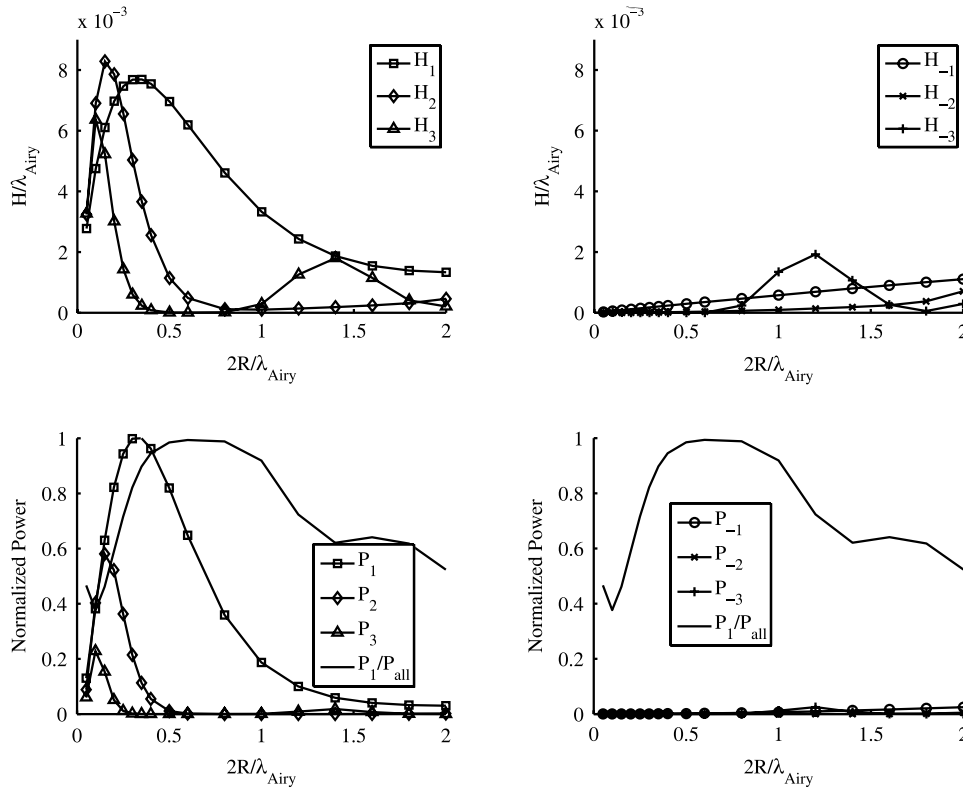 x 10⁻³
H/λ_Airy
8
6
4
2
0
0 0.5 1 1.5 2
2R/λ_Airy
H_1
H_2
H_3
x 10⁻³
H/λ_Airy
8
6
4
2
0
0 0.5 1 1.5 2
2R/λ_Airy
H_−1
H_−2
H_−3
Normalized Power
1
0.8
0.6
0.4
0.2
0
0 0.5 1 1.5 2
2R/λ_Airy
P_1
P_2
P_3
P_1/P_all
Normalized Power
1
0.8
0.6
0.4
0.2
0
0 0.5 1 1.5 2
2R/λ_Airy
P_−1
P_−2
P_−3
P_1/P_all